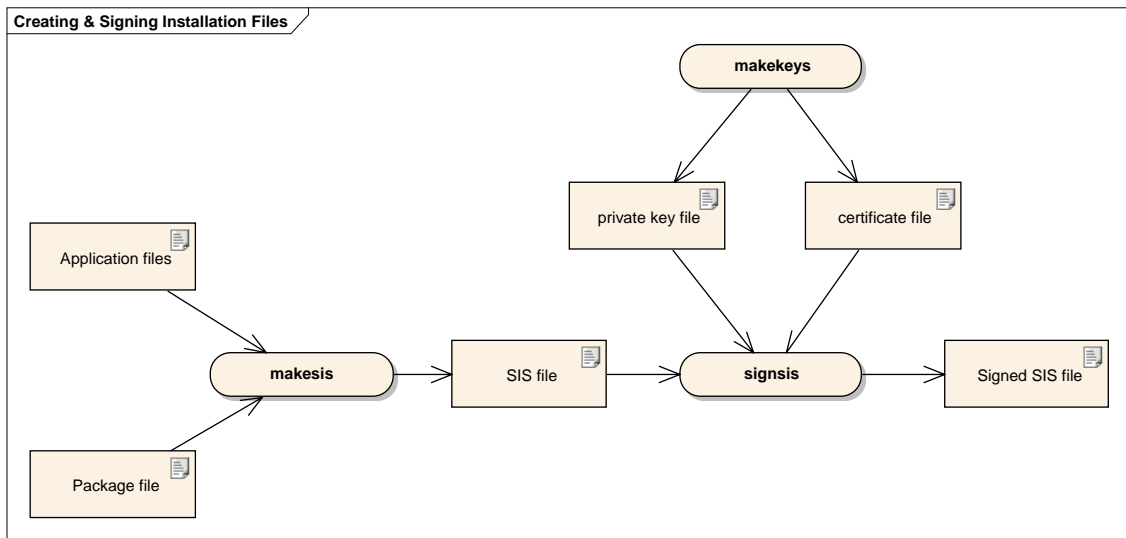 Creating & Signing Installation Files
makekeys
private key file
certificate file
Application files
makesis
SIS file
signsis
Signed SIS file
Package file